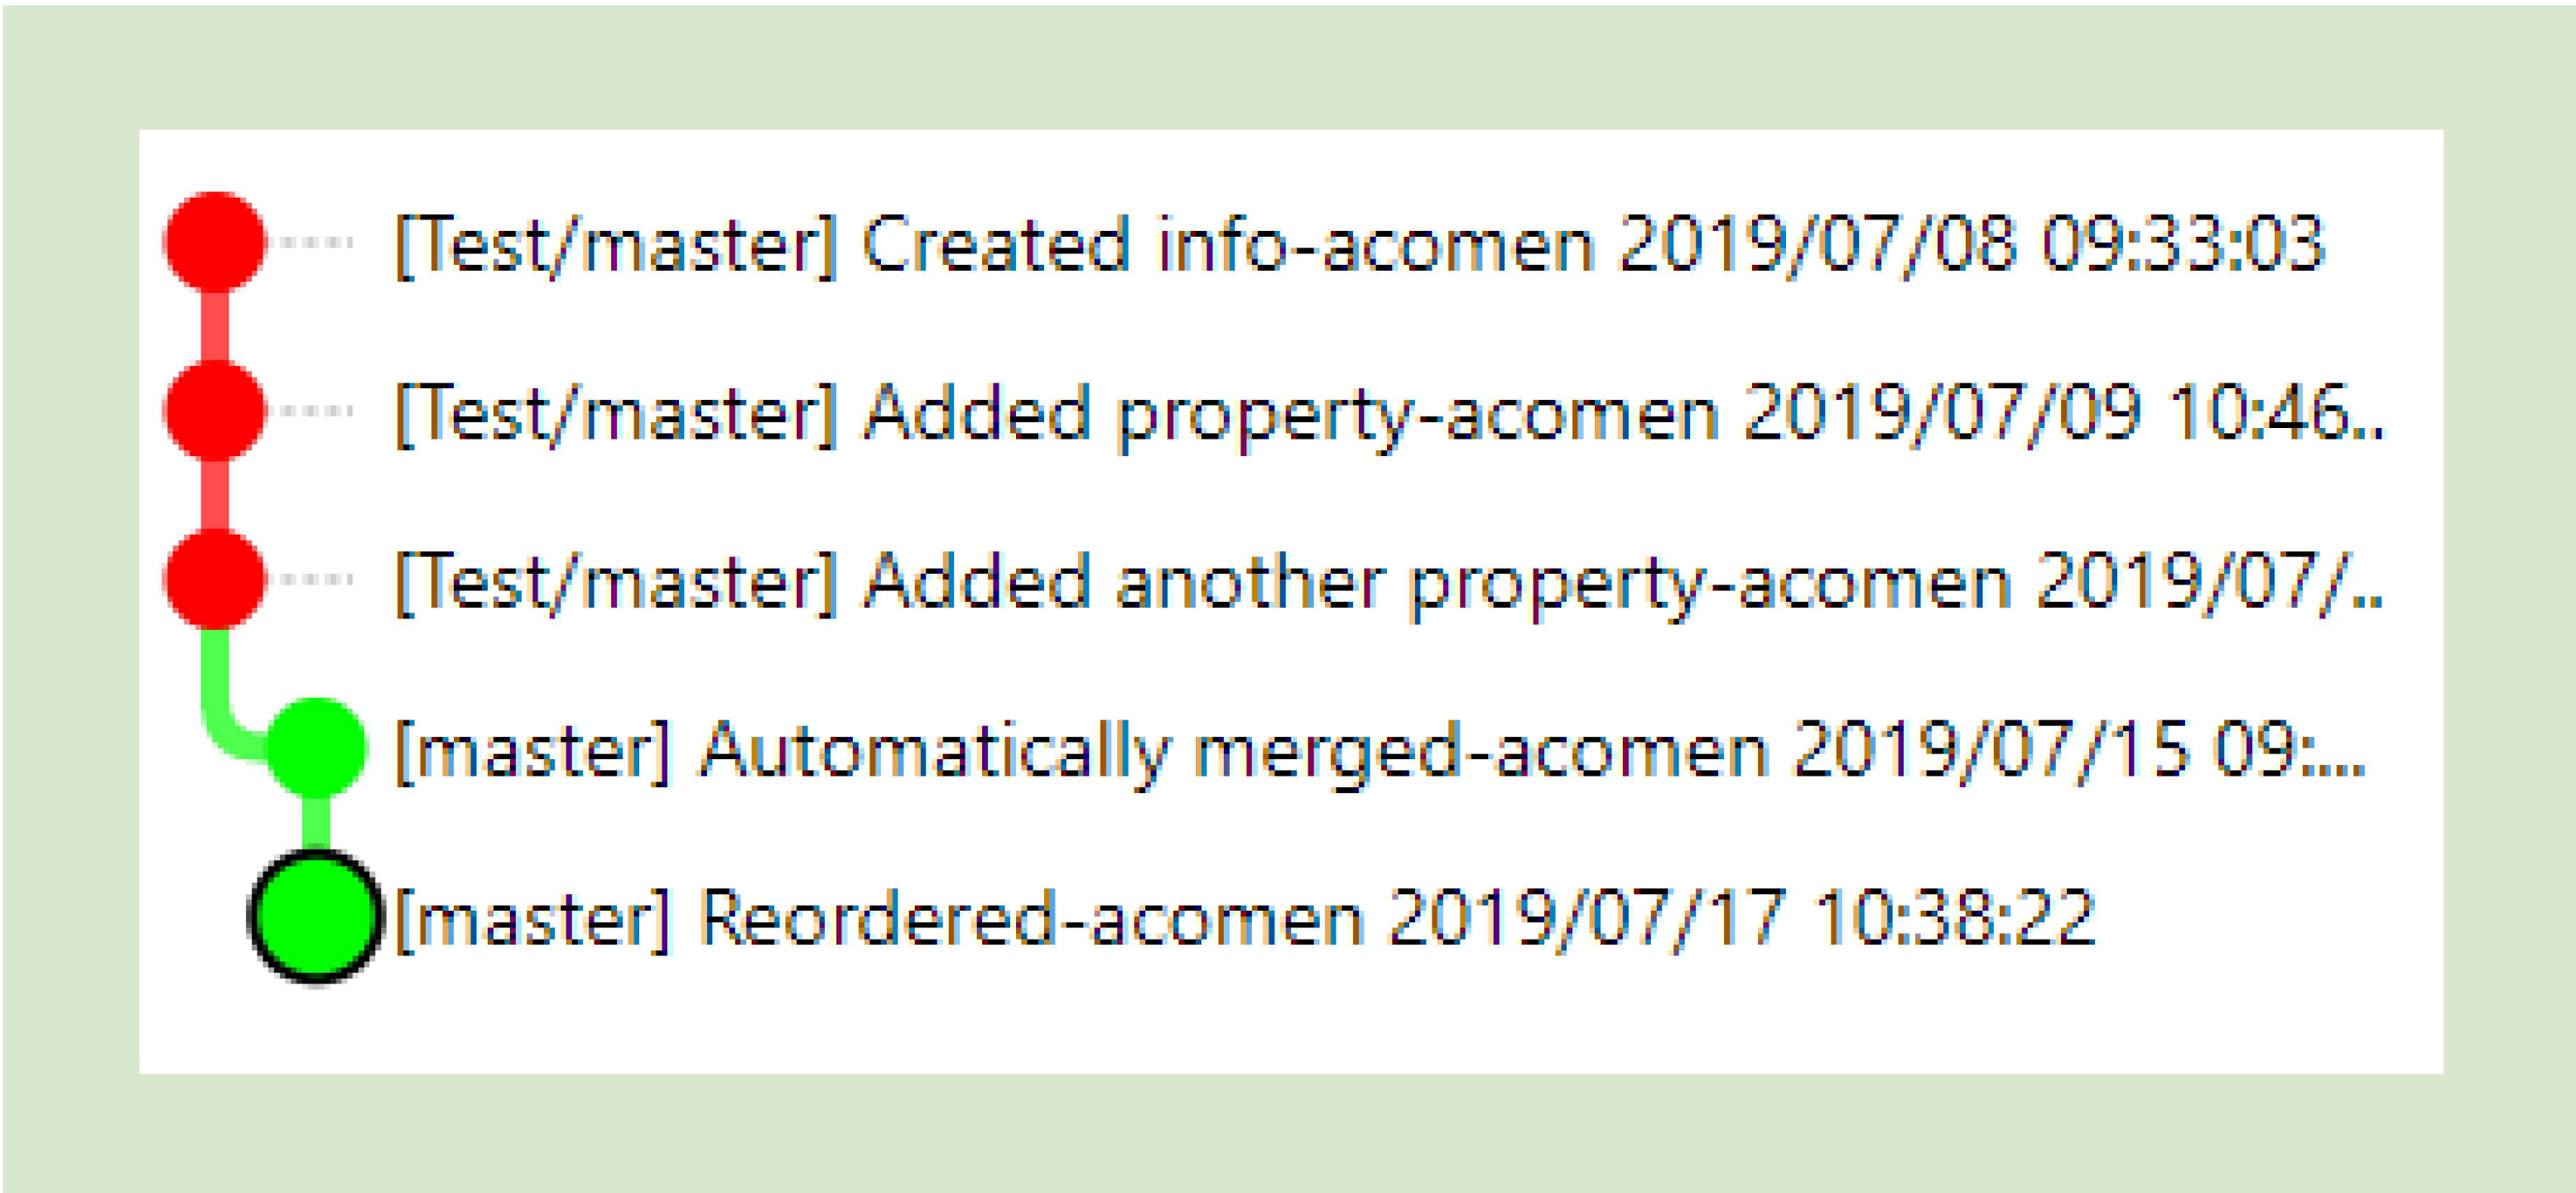 [Test/master] Created info-acomen 2019/07/08 09:33:03
[Test/master] Added property-acomen 2019/07/09 10:46..
[Test/master] Added another property-acomen 2019/07/..
[master] Automatically merged-acomen 2019/07/15 09:....
[master] Reordered-acomen 2019/07/17 10:38:22